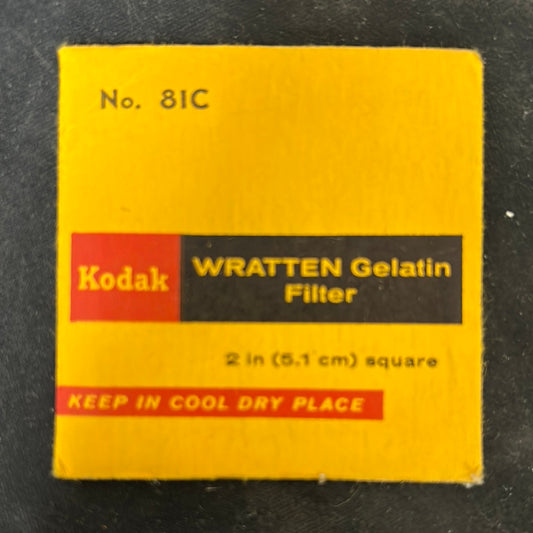 No. 81C
Kodak
WRATTEN Gelatin
Filter
2 in (5.1 cm) square
KEEP IN COOL DRY PLACE